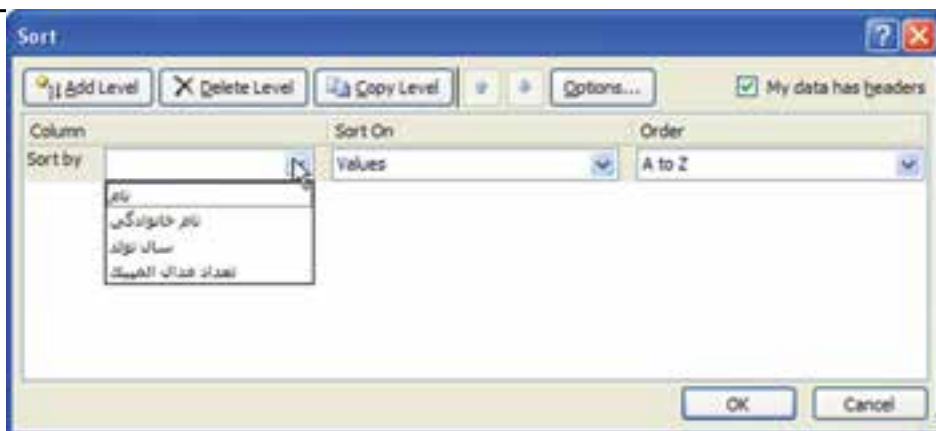 Sort
Add Level Delete Level Copy Level Options... My data has headers
Column Sort On Order
Sort by Values A to Z
نام
نام خانوادگی
سال تولد
تعداد مدال المپیک
OK Cancel